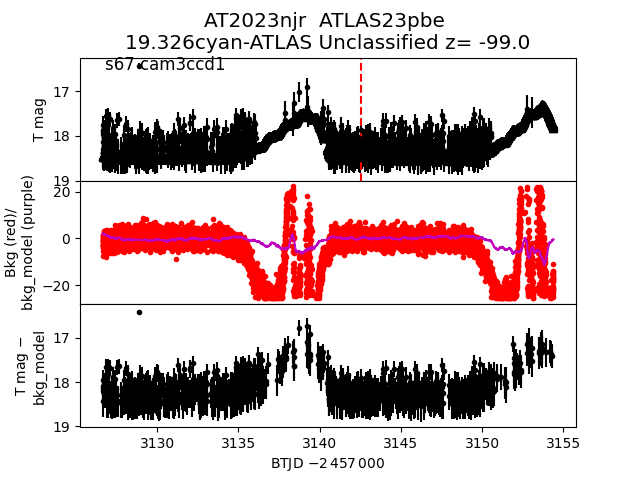 AT2023njr ATLAS23pbe
19.326cyan-ATLAS Unclassified z= -99.0
s67 cam3ccd1
T mag
17
18
19
Bkg (red)/
bkg_model (purple)
20
0
−20
T mag −
bkg_model
17
18
19
3130 3135 3140 3145 3150 3155
BTJD −2 457 000